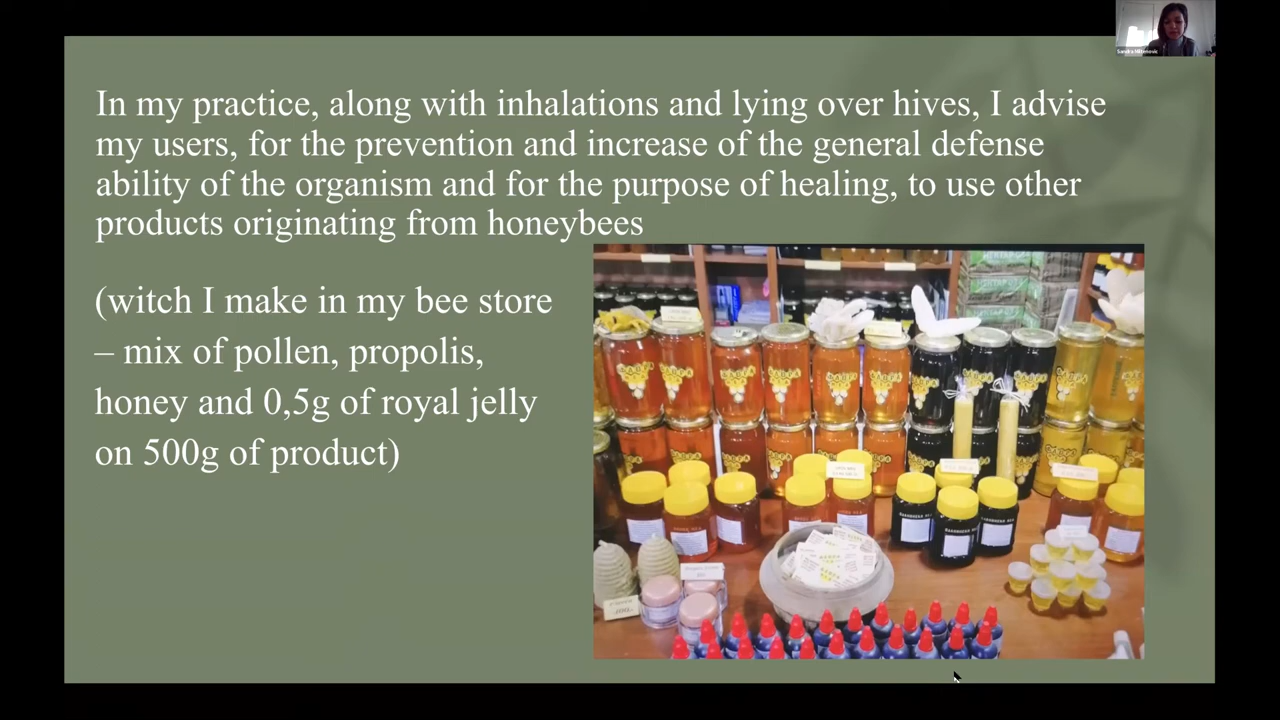 Sandra Milenovic
In my practice, along with inhalations and lying over hives, I advise
my users, for the prevention and increase of the general defense
ability of the organism and for the purpose of healing, to use other
products originating from honeybees
(witch I make in my bee store
– mix of pollen, propolis,
honey and 0,5g of royal jelly
on 500g of product)